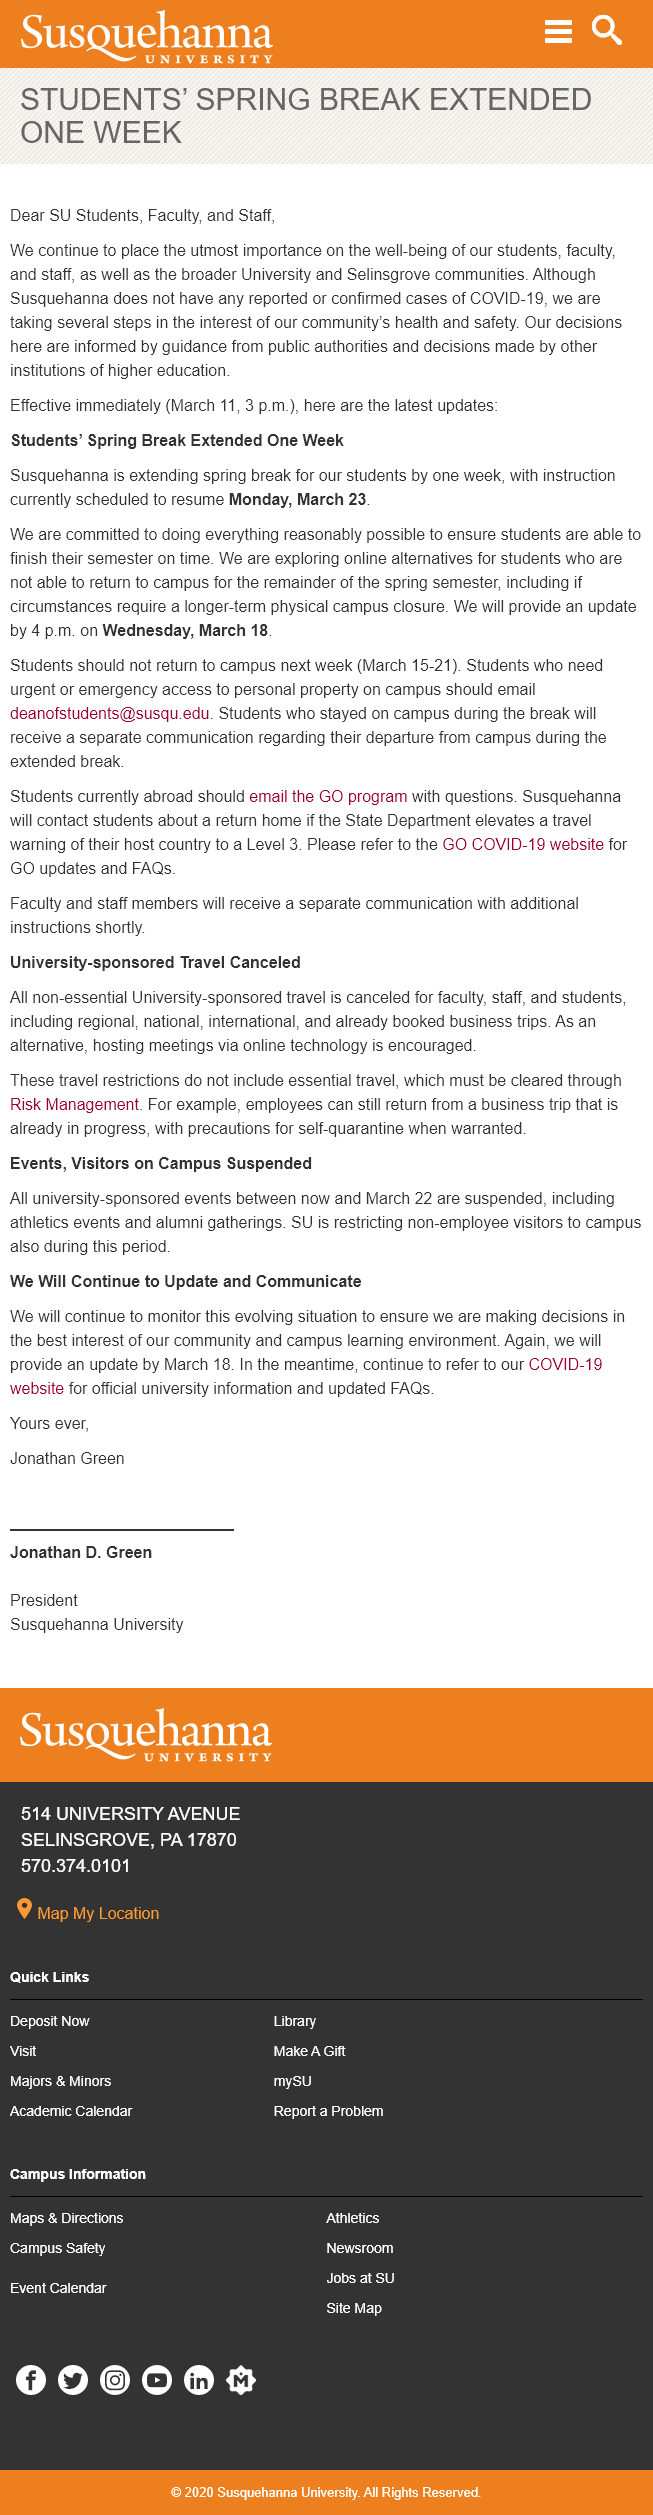 Susquehanna
UNIVERSITY
STUDENTS’ SPRING BREAK EXTENDED
ONE WEEK
Dear SU Students, Faculty, and Staff,
We continue to place the utmost importance on the well-being of our students, faculty,
and staff, as well as the broader University and Selinsgrove communities. Although
Susquehanna does not have any reported or confirmed cases of COVID-19, we are
taking several steps in the interest of our community’s health and safety. Our decisions
here are informed by guidance from public authorities and decisions made by other
institutions of higher education.
Effective immediately (March 11, 3 p.m.), here are the latest updates:
Students’ Spring Break Extended One Week
Susquehanna is extending spring break for our students by one week, with instruction
currently scheduled to resume Monday, March 23.
We are committed to doing everything reasonably possible to ensure students are able to
finish their semester on time. We are exploring online alternatives for students who are
not able to return to campus for the remainder of the spring semester, including if
circumstances require a longer-term physical campus closure. We will provide an update
by 4 p.m. on Wednesday, March 18.
Students should not return to campus next week (March 15-21). Students who need
urgent or emergency access to personal property on campus should email
deanofstudents@susqu.edu. Students who stayed on campus during the break will
receive a separate communication regarding their departure from campus during the
extended break.
Students currently abroad should email the GO program with questions. Susquehanna
will contact students about a return home if the State Department elevates a travel
warning of their host country to a Level 3. Please refer to the GO COVID-19 website for
GO updates and FAQs.
Faculty and staff members will receive a separate communication with additional
instructions shortly.
University-sponsored Travel Canceled
All non-essential University-sponsored travel is canceled for faculty, staff, and students,
including regional, national, international, and already booked business trips. As an
alternative, hosting meetings via online technology is encouraged.
These travel restrictions do not include essential travel, which must be cleared through
Risk Management. For example, employees can still return from a business trip that is
already in progress, with precautions for self-quarantine when warranted.
Events, Visitors on Campus Suspended
All university-sponsored events between now and March 22 are suspended, including
athletics events and alumni gatherings. SU is restricting non-employee visitors to campus
also during this period.
We Will Continue to Update and Communicate
We will continue to monitor this evolving situation to ensure we are making decisions in
the best interest of our community and campus learning environment. Again, we will
provide an update by March 18. In the meantime, continue to refer to our COVID-19
website for official university information and updated FAQs.
Yours ever,
Jonathan Green
Jonathan D. Green
President
Susquehanna University
Susquehanna
UNIVERSITY
514 UNIVERSITY AVENUE
SELINSGROVE, PA 17870
570.374.0101
Map My Location
Quick Links
Deposit Now
Visit
Majors & Minors
Academic Calendar
Library
Make A Gift
mySU
Report a Problem
Campus Information
Maps & Directions
Campus Safety
Event Calendar
Athletics
Newsroom
Jobs at SU
Site Map
© 2020 Susquehanna University. All Rights Reserved.